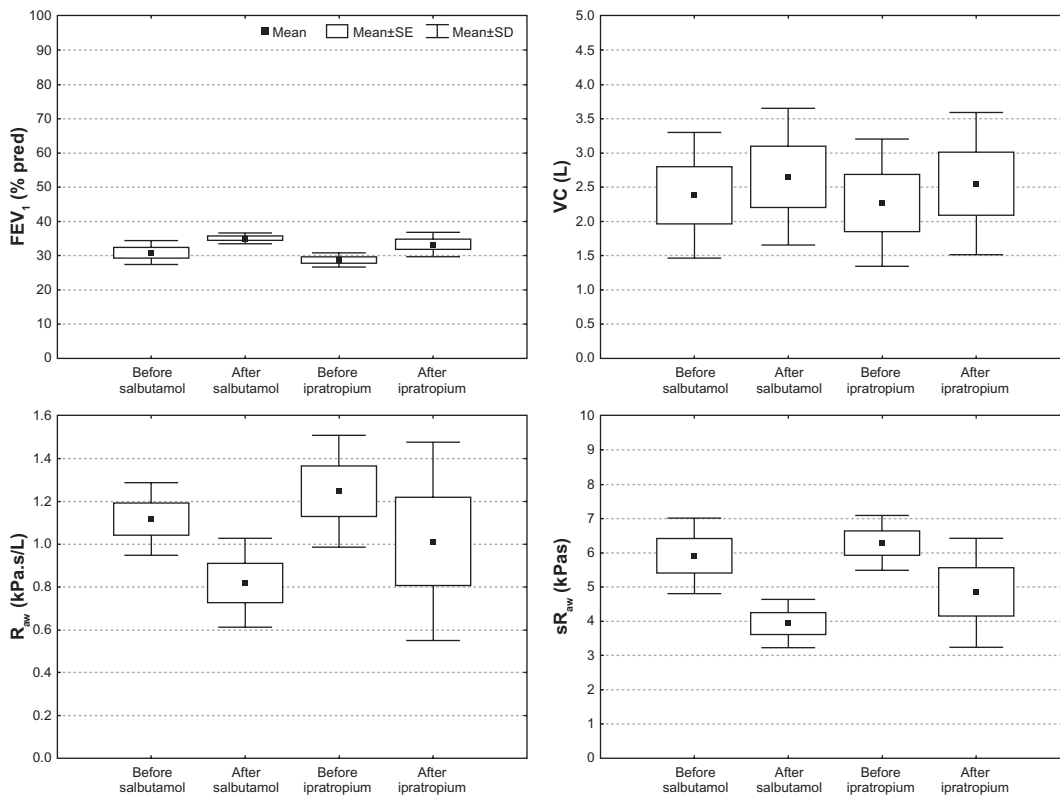 FEV1 (% pred)
100
90
80
70
60
50
40
30
20
10
0
Mean Mean±SE Mean±SD
Before salbutamol
After salbutamol
Before ipratropium
After ipratropium
VC (L)
5.0
4.5
4.0
3.5
3.0
2.5
2.0
1.5
1.0
0.5
0.0
Before salbutamol
After salbutamol
Before ipratropium
After ipratropium
Raw (kPa.s/L)
1.6
1.4
1.2
1.0
0.8
0.6
0.4
0.2
0.0
Before salbutamol
After salbutamol
Before ipratropium
After ipratropium
sRaw (kPas)
10
9
8
7
6
5
4
3
2
1
0
Before salbutamol
After salbutamol
Before ipratropium
After ipratropium